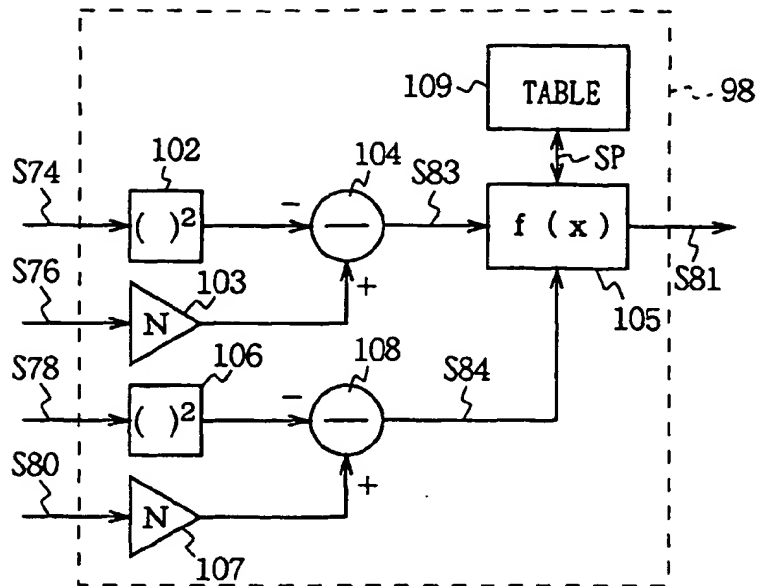 109
TABLE
98
SP
S74
102
( )²
−
104
S83
f (x)
S81
105
S76
N
103
+
S78
106
( )²
−
108
S84
S80
N
107
+